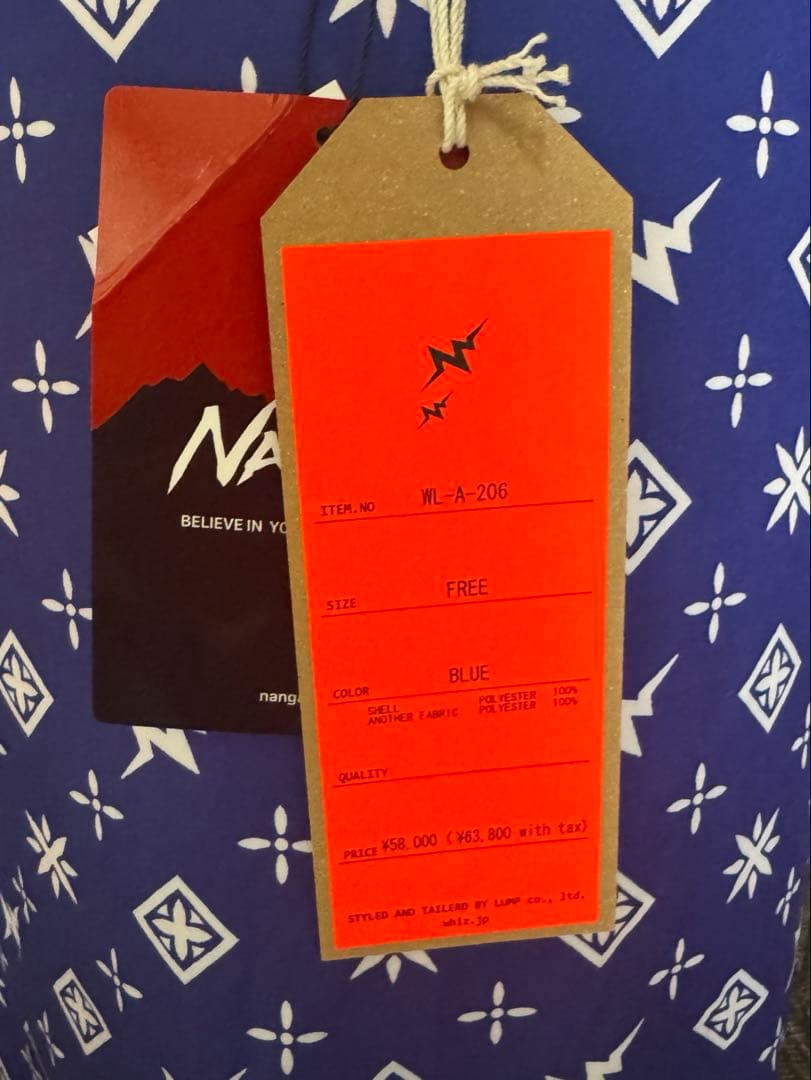 NA
BELIEVE IN YO
nanga
ITEM.NO WL-A-206
SIZE FREE
COLOR BLUE
SHELL POLYESTER 100%
ANOTHER FABRIC POLYESTER 100%
QUALITY
PRICE ¥58.000 (¥63,800 with tax)
STYLED AND TAILERD BY LUMP co., ltd.
whiz.jp